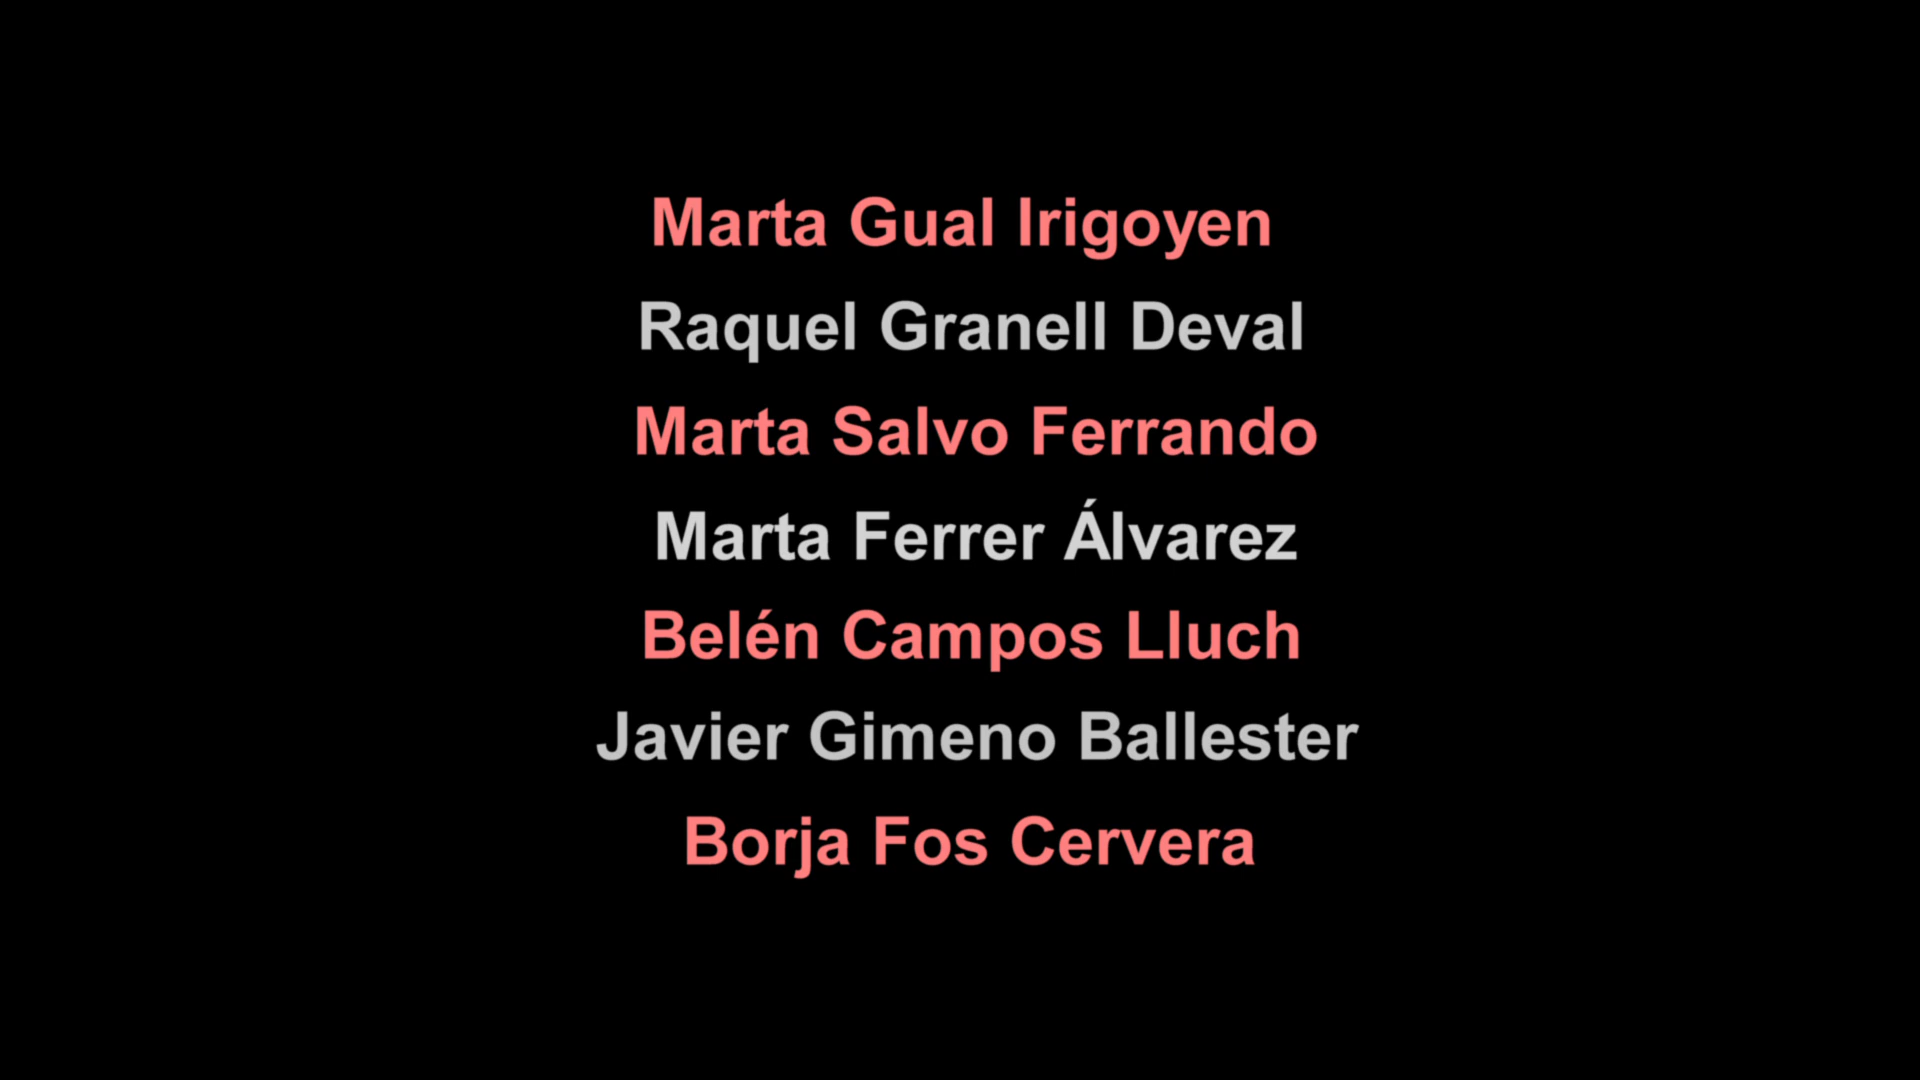 Marta Gual Irigoyen
Raquel Granell Deval
Marta Salvo Ferrando
Marta Ferrer Álvarez
Belén Campos Lluch
Javier Gimeno Ballester
Borja Fos Cervera